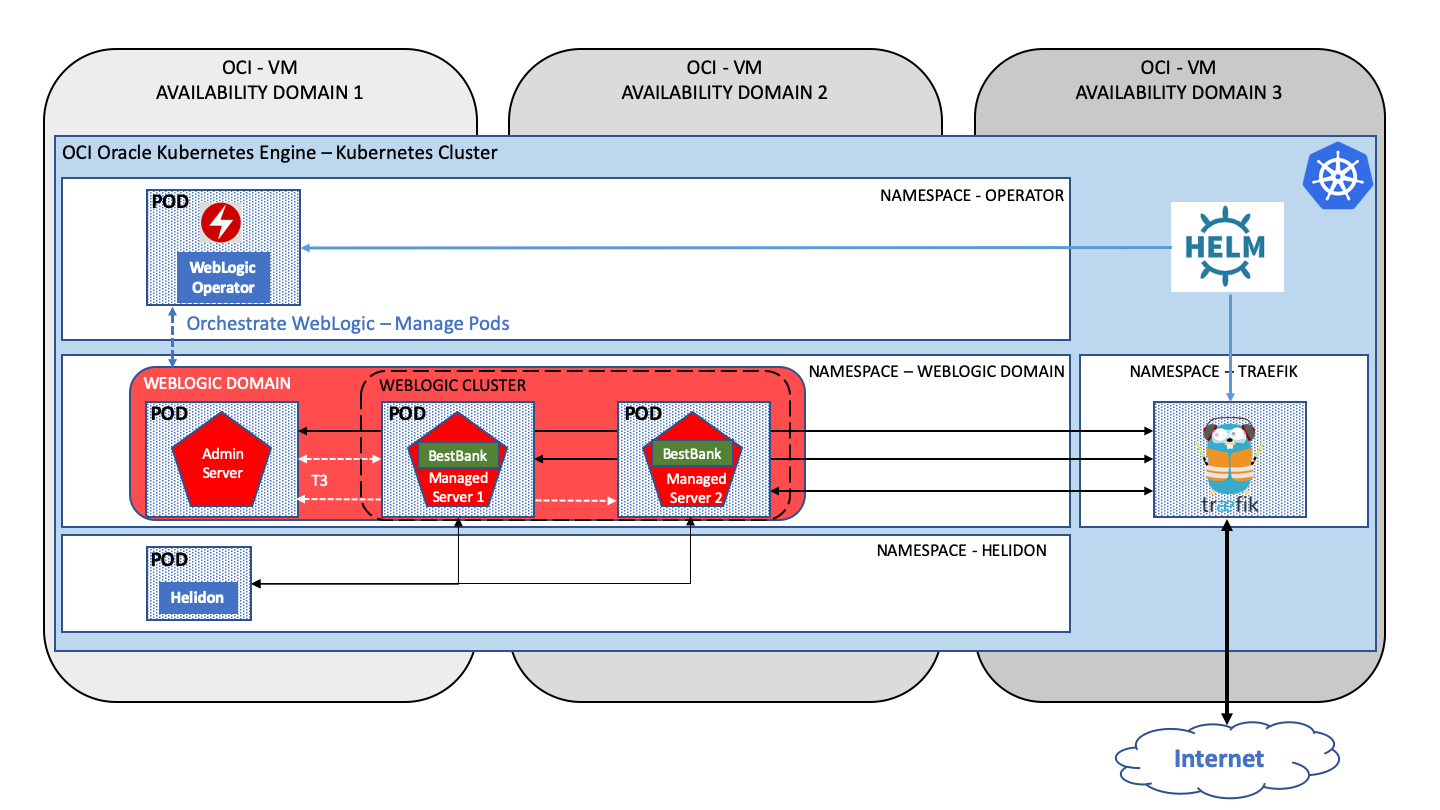 OCI - VM
AVAILABILITY DOMAIN 1
OCI - VM
AVAILABILITY DOMAIN 2
OCI - VM
AVAILABILITY DOMAIN 3
OCI Oracle Kubernetes Engine – Kubernetes Cluster
NAMESPACE - OPERATOR
POD
WebLogic
Operator
HELM
Orchestrate WebLogic – Manage Pods
NAMESPACE – WEBLOGIC DOMAIN
WEBLOGIC DOMAIN
WEBLOGIC CLUSTER
POD
Admin
Server
T3
POD
BestBank
Managed
Server 1
POD
BestBank
Managed
Server 2
NAMESPACE – TRAEFIK
træfik
NAMESPACE - HELIDON
POD
Helidon
Internet